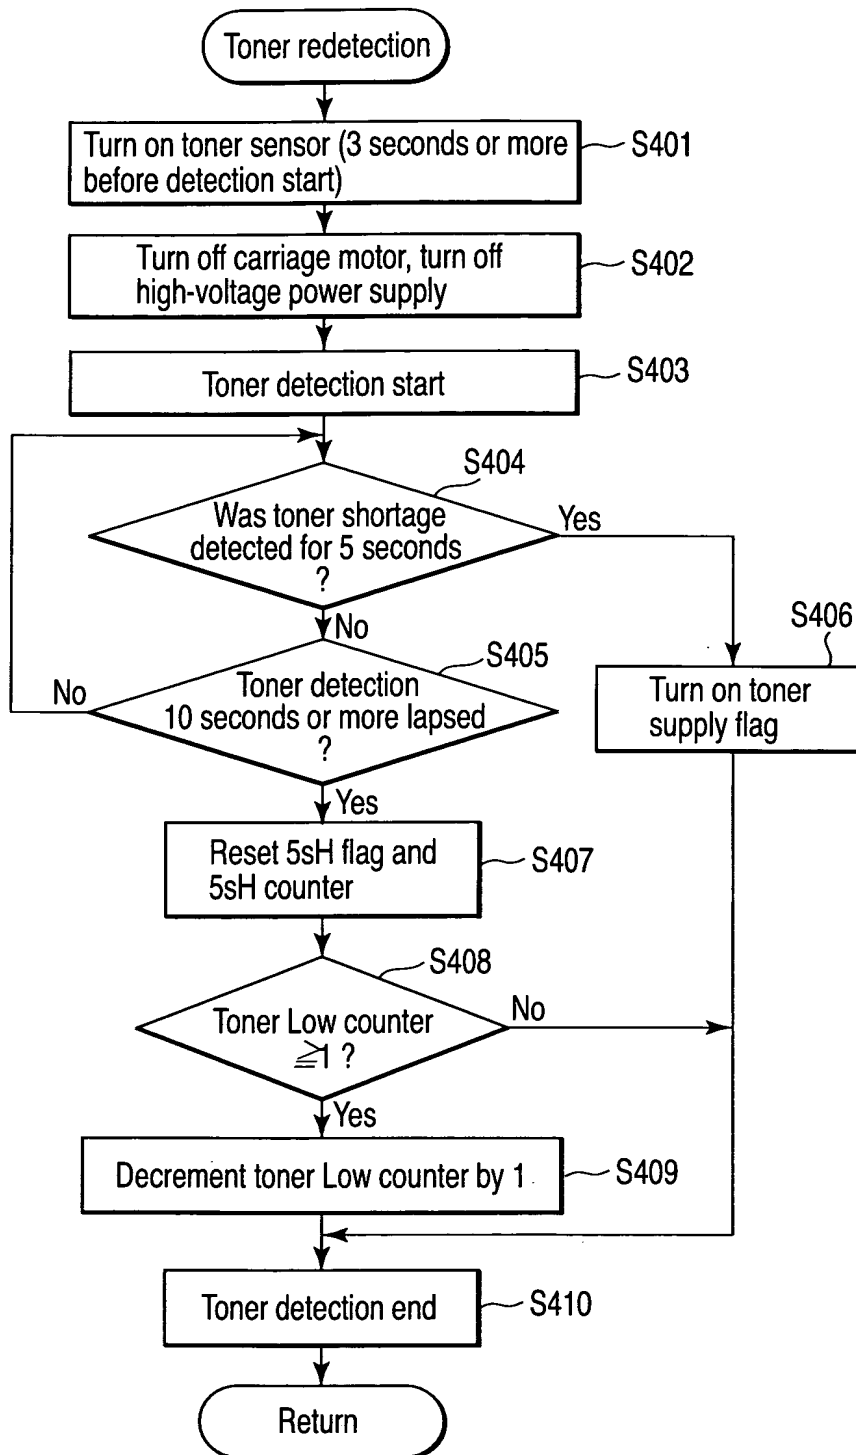 Toner redetection
Turn on toner sensor (3 seconds or more
before detection start)
S401
Turn off carriage motor, turn off
high-voltage power supply
S402
Toner detection start
S403
S404
Was toner shortage
detected for 5 seconds
?
Yes
No
S405
Toner detection
10 seconds or more lapsed
?
No
Yes
S406
Turn on toner
supply flag
Reset 5sH flag and
5sH counter
S407
S408
Toner Low counter
≧1 ?
No
Yes
Decrement toner Low counter by 1
S409
Toner detection end
S410
Return